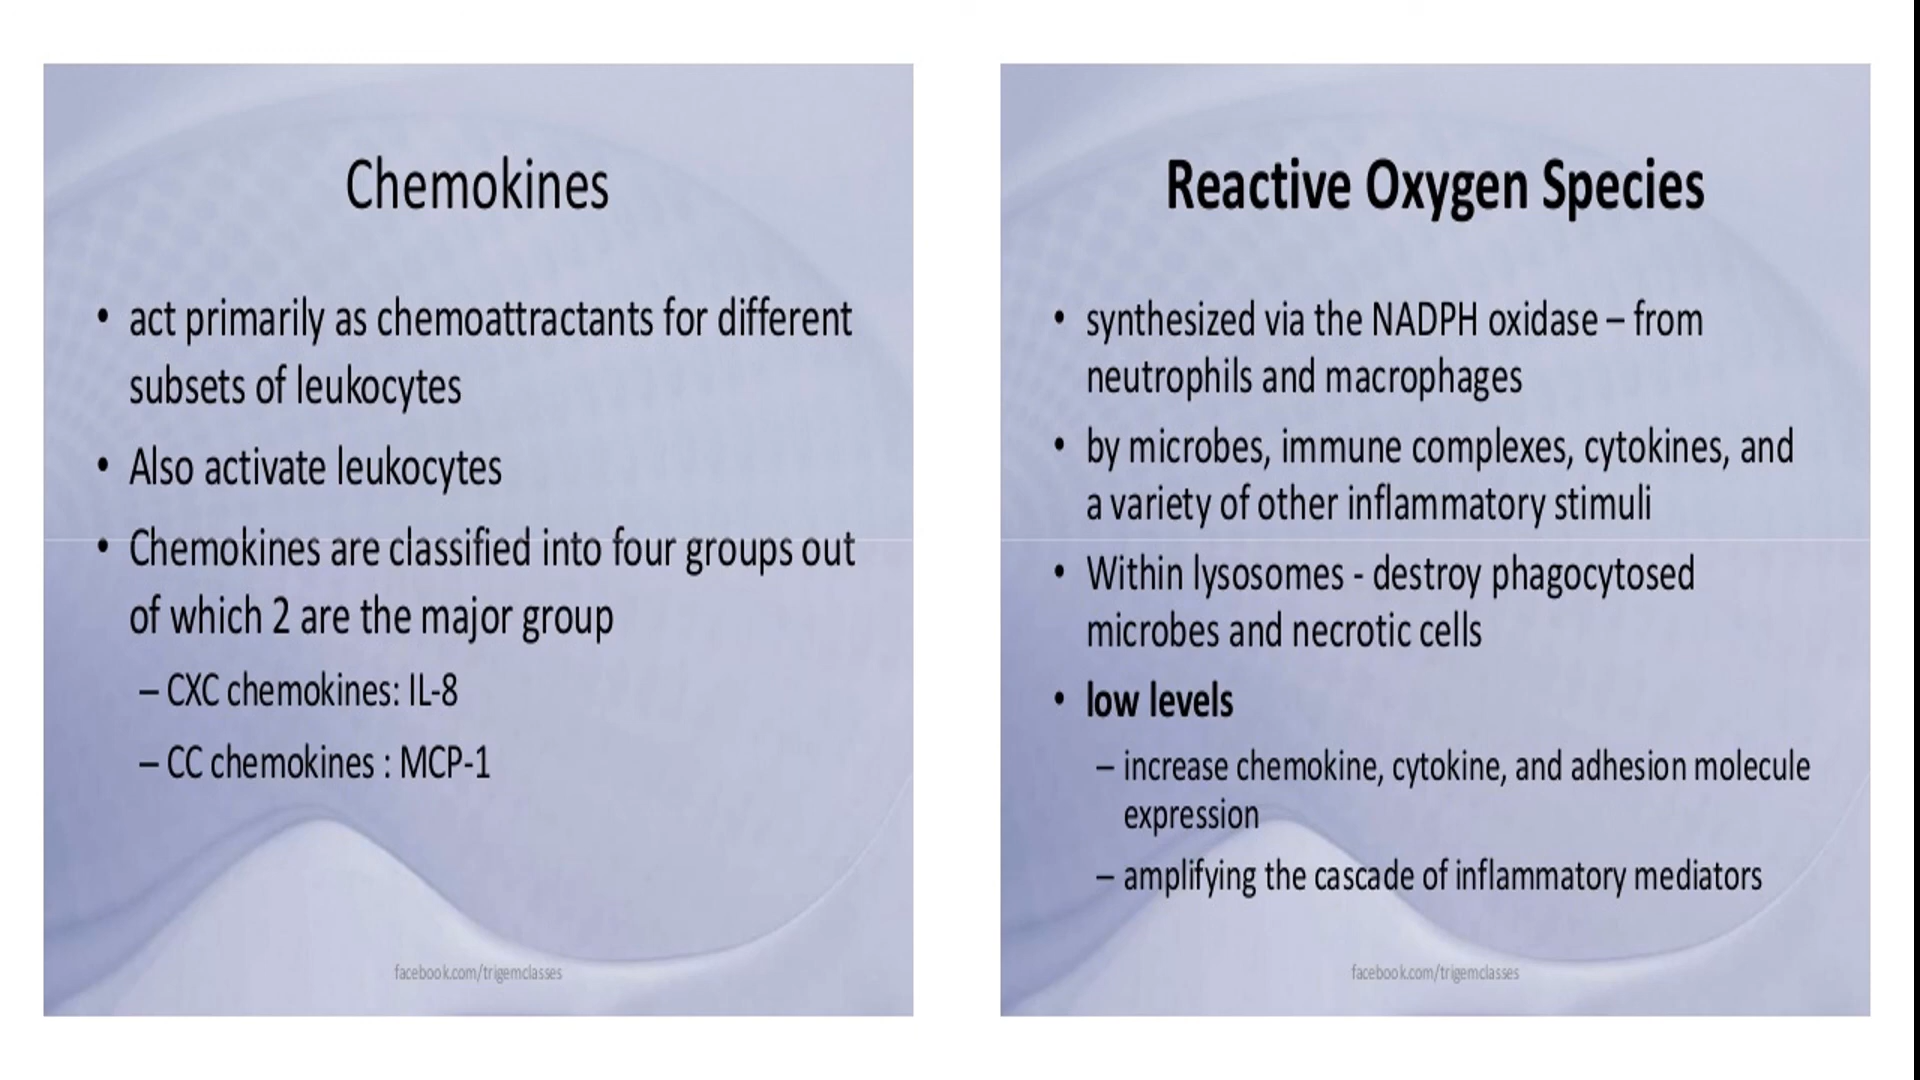 Chemokines
• act primarily as chemoattractants for different
subsets of leukocytes
• Also activate leukocytes
• Chemokines are classified into four groups out
of which 2 are the major group
– CXC chemokines: IL-8
– CC chemokines : MCP-1
facebook.com/trigemclasses
Reactive Oxygen Species
• synthesized via the NADPH oxidase – from
neutrophils and macrophages
• by microbes, immune complexes, cytokines, and
a variety of other inflammatory stimuli
• Within lysosomes - destroy phagocytosed
microbes and necrotic cells
• low levels
– increase chemokine, cytokine, and adhesion molecule
expression
– amplifying the cascade of inflammatory mediators
facebook.com/trigemclasses